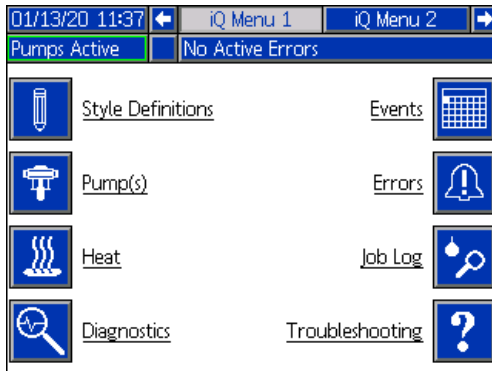 01/13/20 11:37 iQ Menu 1 iQ Menu 2
Pumps Active No Active Errors
Style Definitions Events
Pump(s) Errors
Heat Job Log
Diagnostics Troubleshooting